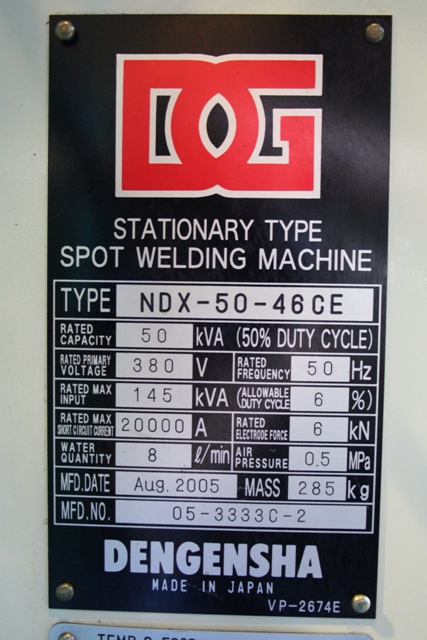 DG
STATIONARY TYPE
SPOT WELDING MACHINE
TYPE NDX-50-46CE
RATED CAPACITY 50 kVA (50% DUTY CYCLE)
RATED PRIMARY VOLTAGE 380 V RATED FREQUENCY 50 Hz
RATED MAX INPUT 145 kVA (ALLOWABLE DUTY CYCLE 6 %)
RATED MAX SHORT CIRCUIT CURRENT 20000 A RATED ELECTRODE FORCE 6 kN
WATER QUANTITY 8 ℓ/min AIR PRESSURE 0.5 MPa
MFD.DATE Aug.2005 MASS 285 kg
MFD.NO. 05-3333C-2
DENGENSHA
MADE IN JAPAN
VP-2674E